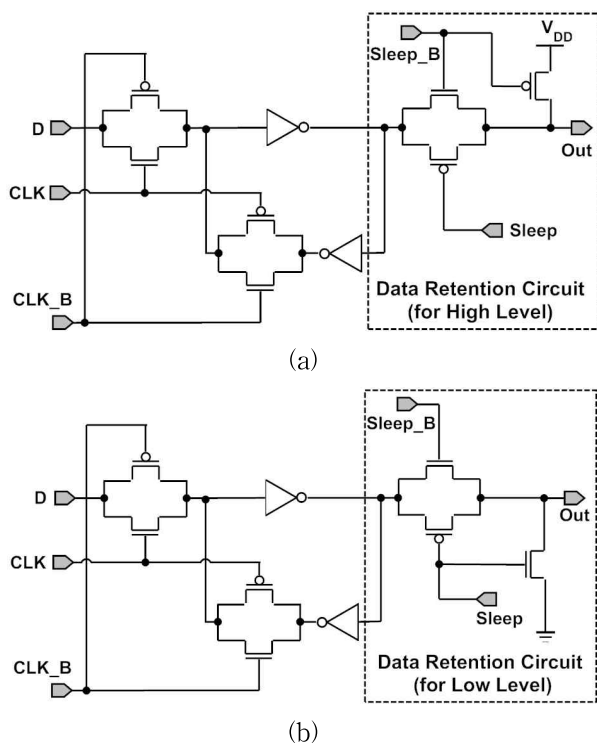 Sleep_B
V_DD
D
Out
CLK
Sleep
CLK_B
Data Retention Circuit
(for High Level)
(a)
Sleep_B
D
Out
CLK
Sleep
CLK_B
Data Retention Circuit
(for Low Level)
(b)